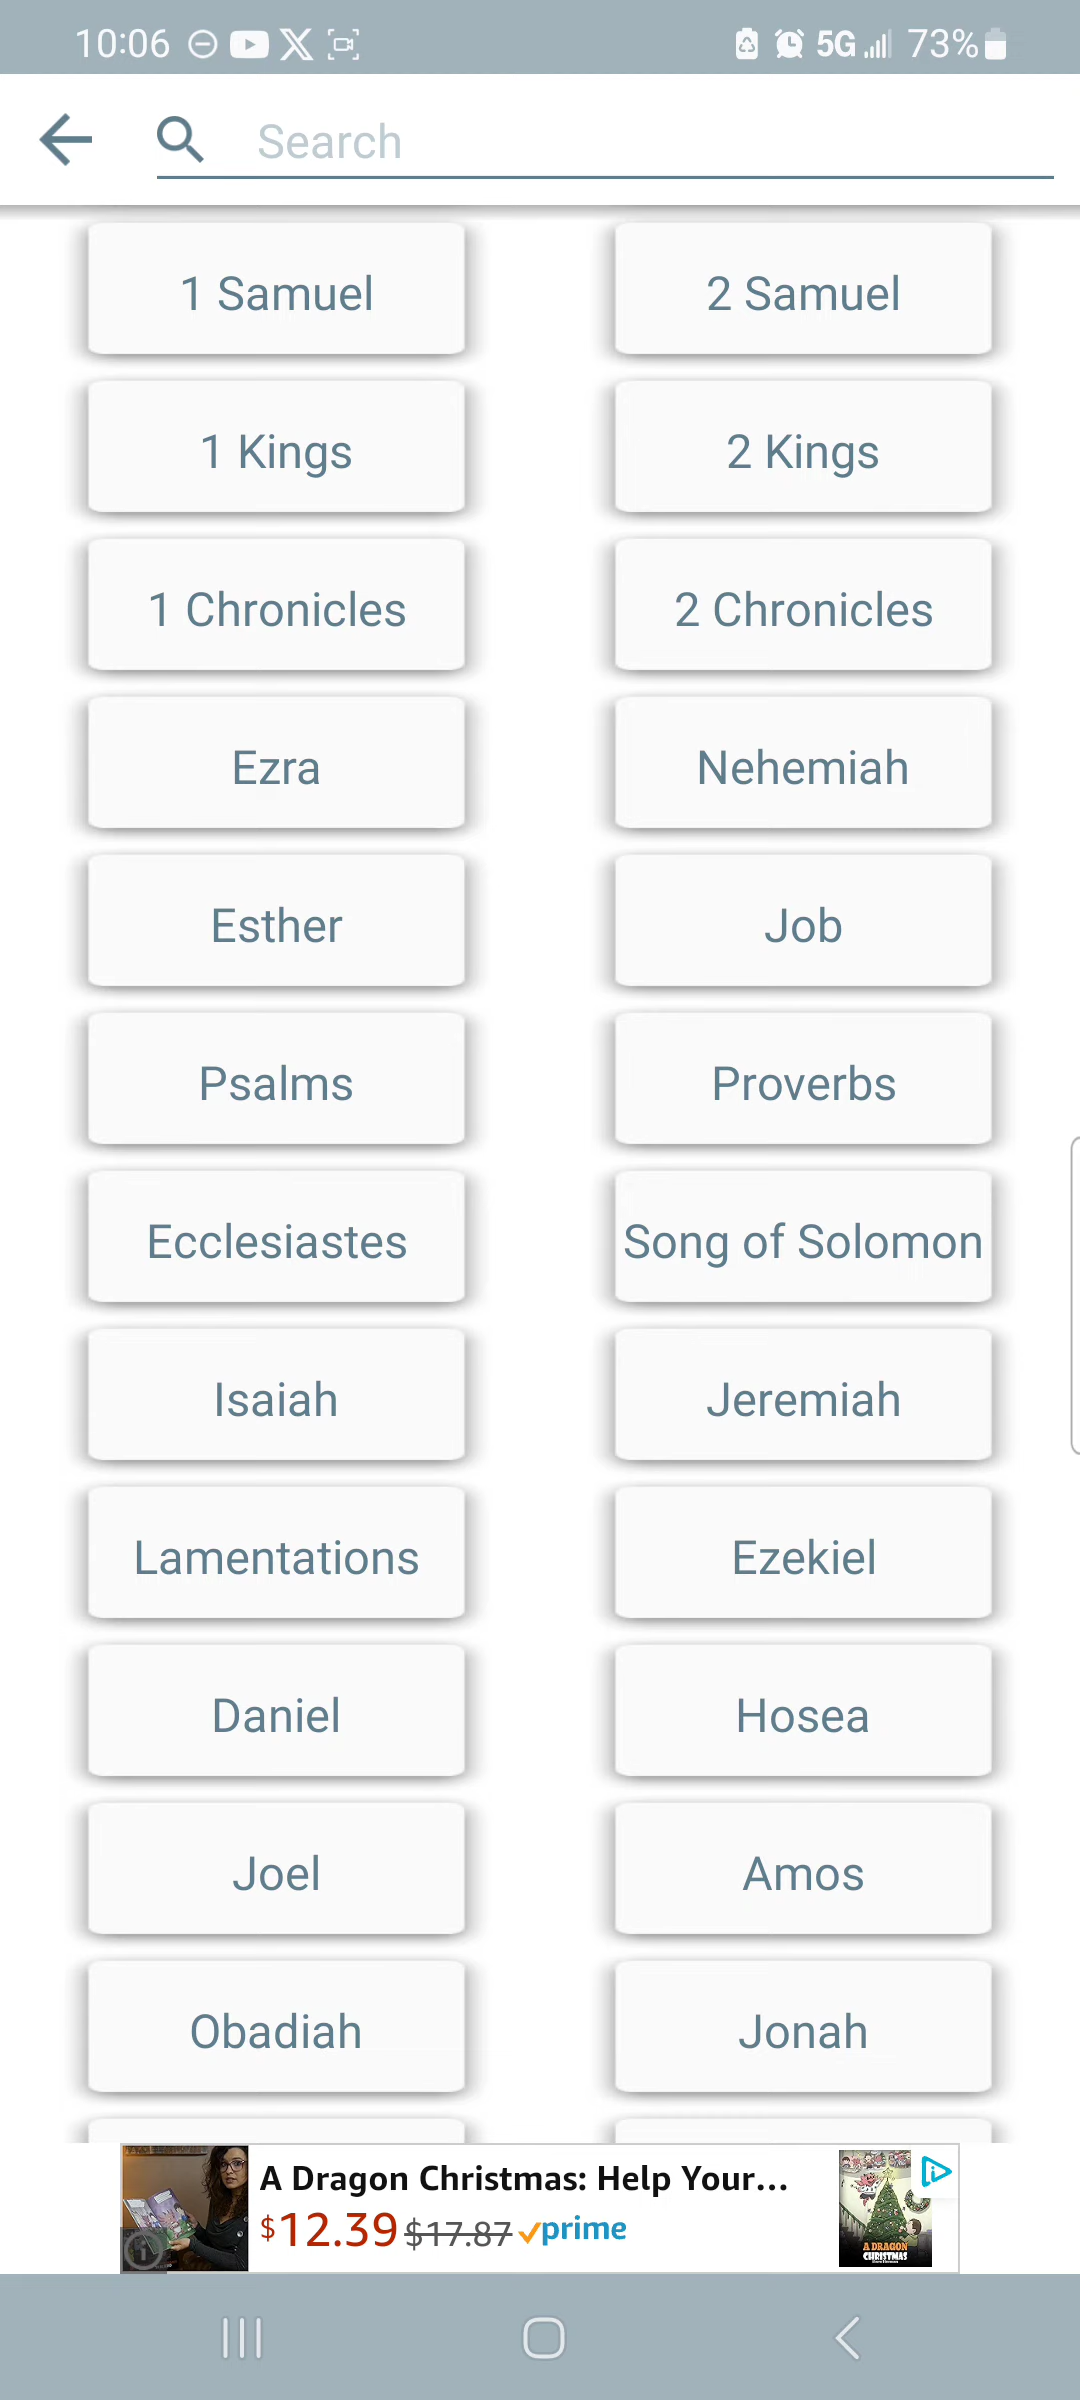 10:06 5G 73%
Search
1 Samuel 2 Samuel
1 Kings 2 Kings
1 Chronicles 2 Chronicles
Ezra Nehemiah
Esther Job
Psalms Proverbs
Ecclesiastes Song of Solomon
Isaiah Jeremiah
Lamentations Ezekiel
Daniel Hosea
Joel Amos
Obadiah Jonah
A Dragon Christmas: Help Your...
$12.39 $17.87 prime
A DRAGON
CHRISTMAS